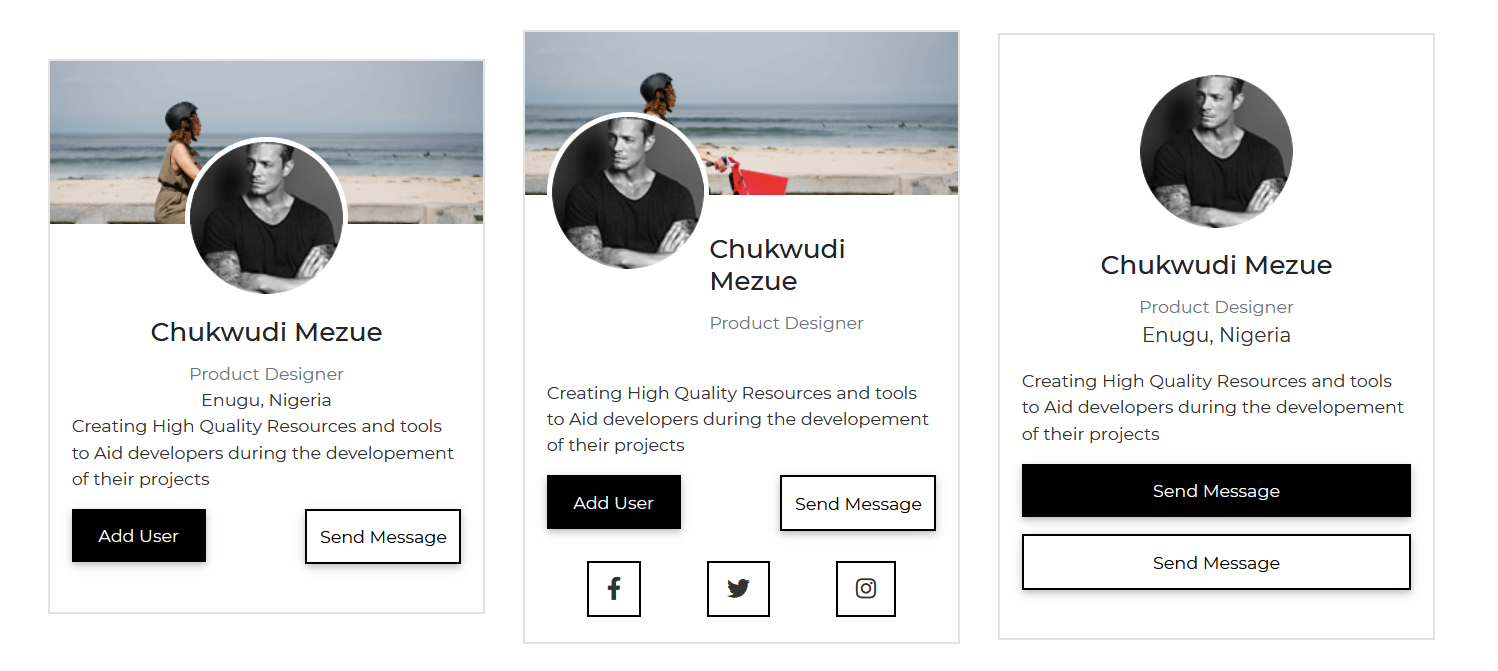 Chukwudi Mezue
Product Designer
Enugu, Nigeria
Creating High Quality Resources and tools
to Aid developers during the developement
of their projects
Add User
Send Message
Chukwudi
Mezue
Product Designer
Creating High Quality Resources and tools
to Aid developers during the developement
of their projects
Add User
Send Message
Chukwudi Mezue
Product Designer
Enugu, Nigeria
Creating High Quality Resources and tools
to Aid developers during the developement
of their projects
Send Message
Send Message